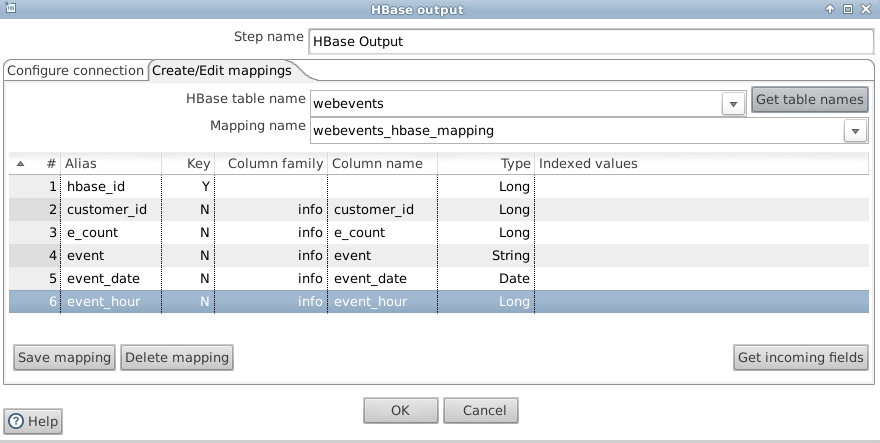 HBase output
Step name HBase Output
Configure connection Create/Edit mappings
HBase table name webevents Get table names
Mapping name webevents_hbase_mapping
# Alias Key Column family Column name Type Indexed values
1 hbase_id Y Long
2 customer_id N info customer_id Long
3 e_count N info e_count Long
4 event N info event String
5 event_date N info event_date Date
6 event_hour N info event_hour Long
Save mapping Delete mapping Get incoming fields
OK Cancel
Help